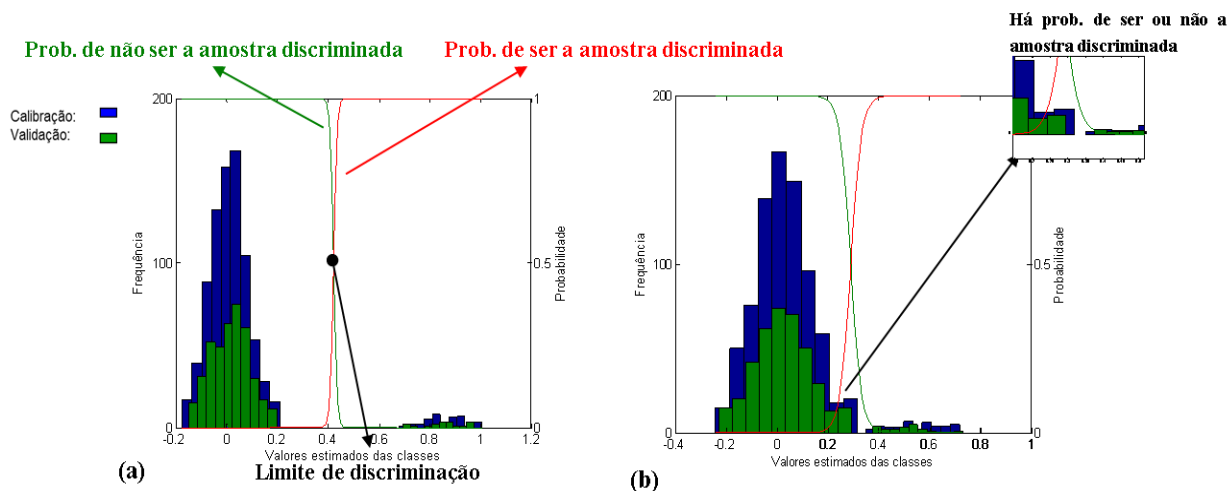 Há prob. de ser ou não a
amostra discriminada
Prob. de não ser a amostra discriminada
Prob. de ser a amostra discriminada
Calibração:
Validação:
200
100
0
Frequência
1
0.5
0
Probabilidade
-0.2 0 0.2 0.4 0.6 0.8 1 1.2
Valores estimados das classes
(a)
Limite de discriminação
200
100
0
Frequência
1
0.5
0
Probabilidade
-0.4 -0.2 0 0.2 0.4 0.6 0.8 1
Valores estimados das classes
(b)